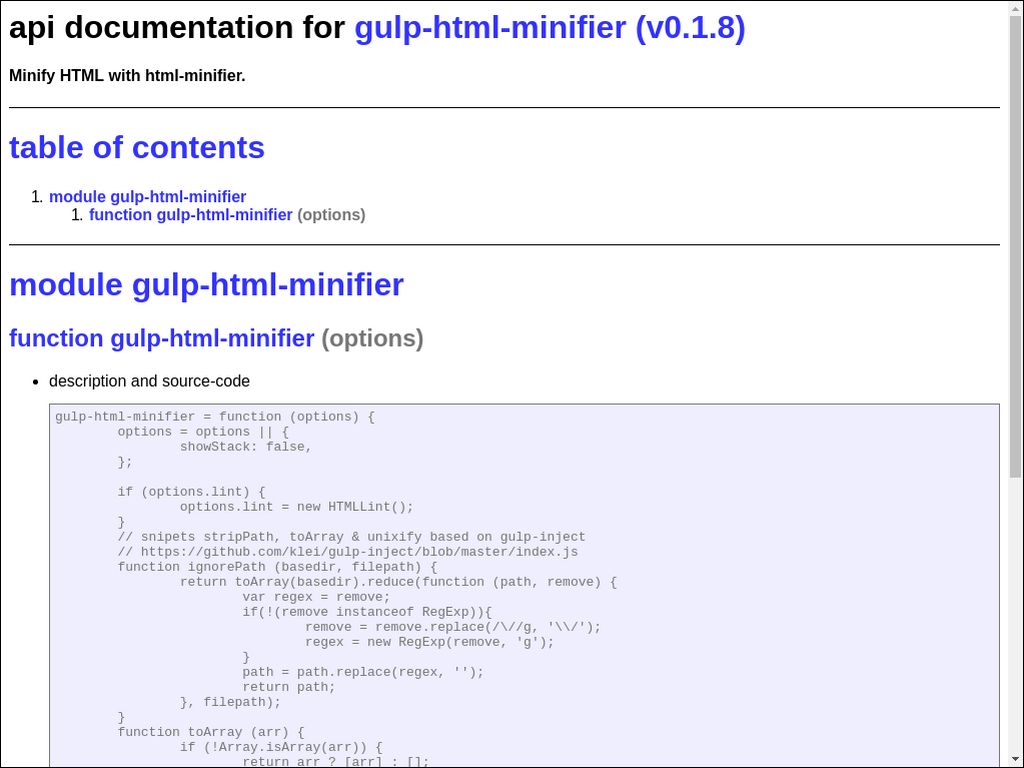 api documentation for gulp-html-minifier (v0.1.8)
Minify HTML with html-minifier.
table of contents
1. module gulp-html-minifier
1. function gulp-html-minifier (options)
module gulp-html-minifier
function gulp-html-minifier (options)
• description and source-code
gulp-html-minifier = function (options) {
        options = options || {
                showStack: false,
        };

        if (options.lint) {
                options.lint = new HTMLLint();
        }
        // snipets stripPath, toArray & unixify based on gulp-inject
        // https://github.com/klei/gulp-inject/blob/master/index.js
        function ignorePath (basedir, filepath) {
                return toArray(basedir).reduce(function (path, remove) {
                        var regex = remove;
                        if(!(remove instanceof RegExp)){
                                remove = remove.replace(/\//g, '\\/');
                                regex = new RegExp(remove, 'g');
                        }
                        path = path.replace(regex, '');
                        return path;
                }, filepath);
        }
        function toArray (arr) {
                if (!Array.isArray(arr)) {
                        return arr ? [arr] : [];